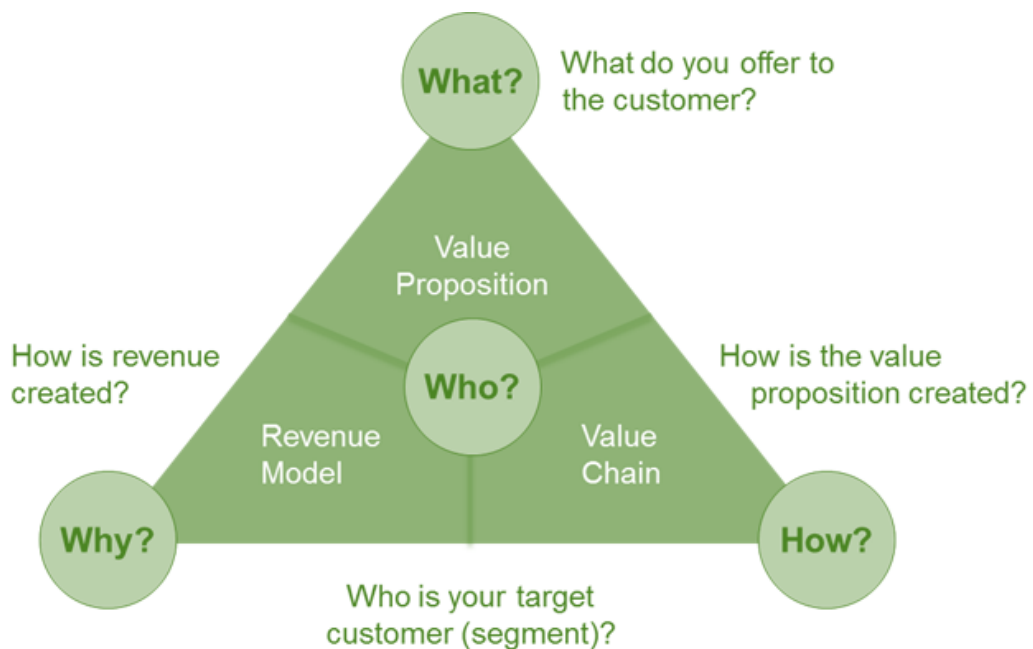 What?
What do you offer to
the customer?
Value
Proposition
How is revenue
created?
Who?
How is the value
proposition created?
Revenue
Model
Value
Chain
Why?
How?
Who is your target
customer (segment)?